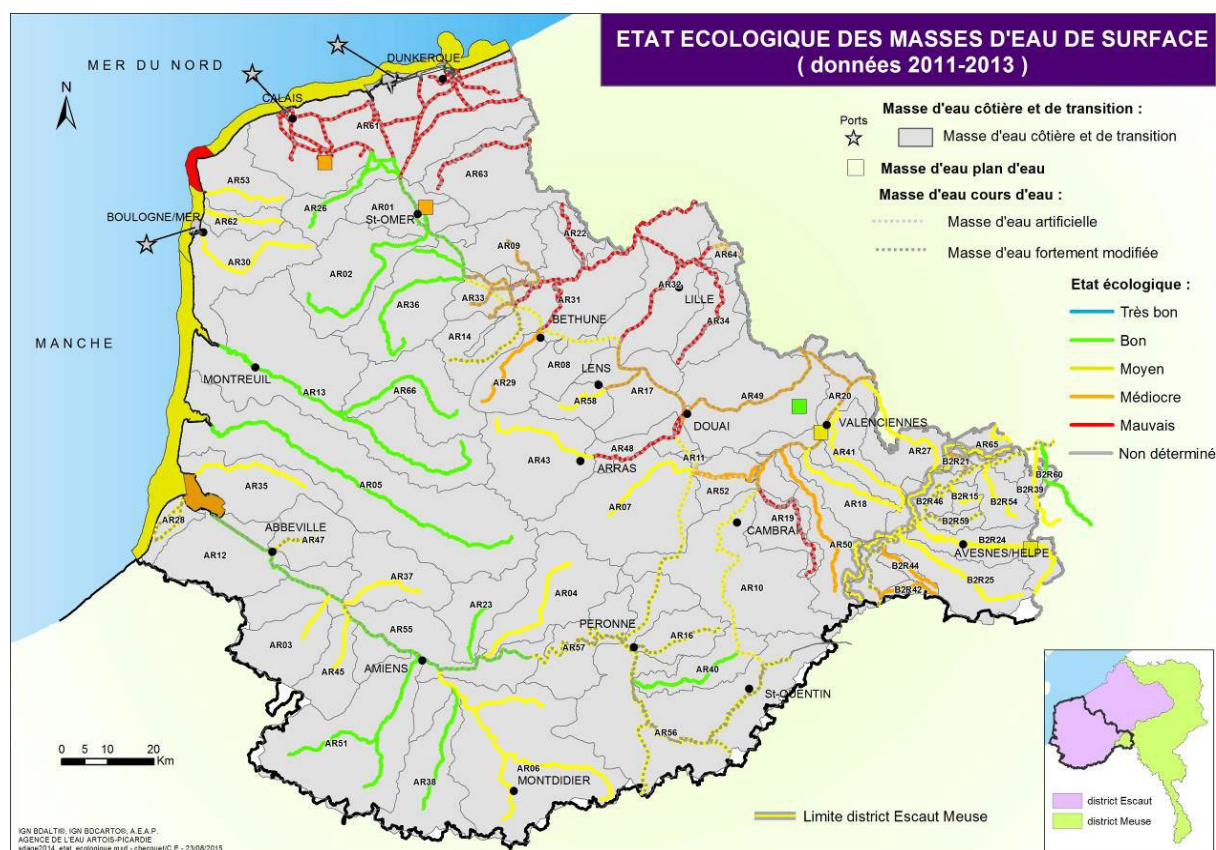 ETAT ECOLOGIQUE DES MASSES D'EAU DE SURFACE
( données 2011-2013 )
MER DU NORD
DUNKERQUE
N
CALAIS
AR61
Masse d'eau côtière et de transition :
Ports
Masse d'eau côtière et de transition
Masse d'eau plan d'eau
Masse d'eau cours d'eau :
Masse d'eau artificielle
Masse d'eau fortement modifiée
Etat écologique :
Très bon
Bon
Moyen
Médiocre
Mauvais
Non déterminé
AR53
AR63
BOULOGNE/MER
AR62
AR26
AR01
St-OMER
AR30
AR02
AR09
AR22
AR64
AR36
AR33
AR31
AR32
LILLE
AR34
BETHUNE
AR14
MANCHE
MONTREUIL
AR13
AR66
AR29
AR08
LENS
AR58
AR17
AR49
AR20
DOUAI
VALENCIENNES
AR48
ARRAS
AR43
AR11
AR41
AR27
AR65
B2R21
B2R60
B2R39
B2R46
B2R15
B2R54
B2R59
B2R24
AVESNES/HELPE
B2R44
B2R25
B2R42
AR35
AR05
AR07
AR52
AR18
AR19
CAMBRAI
AR50
AR28
ABBEVILLE
AR47
AR12
AR37
AR04
AR10
AR23
AR03
AR55
AR45
AMIENS
PERONNE
AR57
AR16
AR40
St-QUENTIN
AR56
AR51
AR38
AR06
MONTDIDIER
0 5 10 20
Km
Limite district Escaut Meuse
district Escaut
district Meuse
IGN BDALTI®, IGN BDCARTO®, A.E.A.P.
AGENCE DE L'EAU ARTOIS-PICARDIE
sdage2014_etat_ecologique.mxd - chercquet/C.E - 23/08/2015